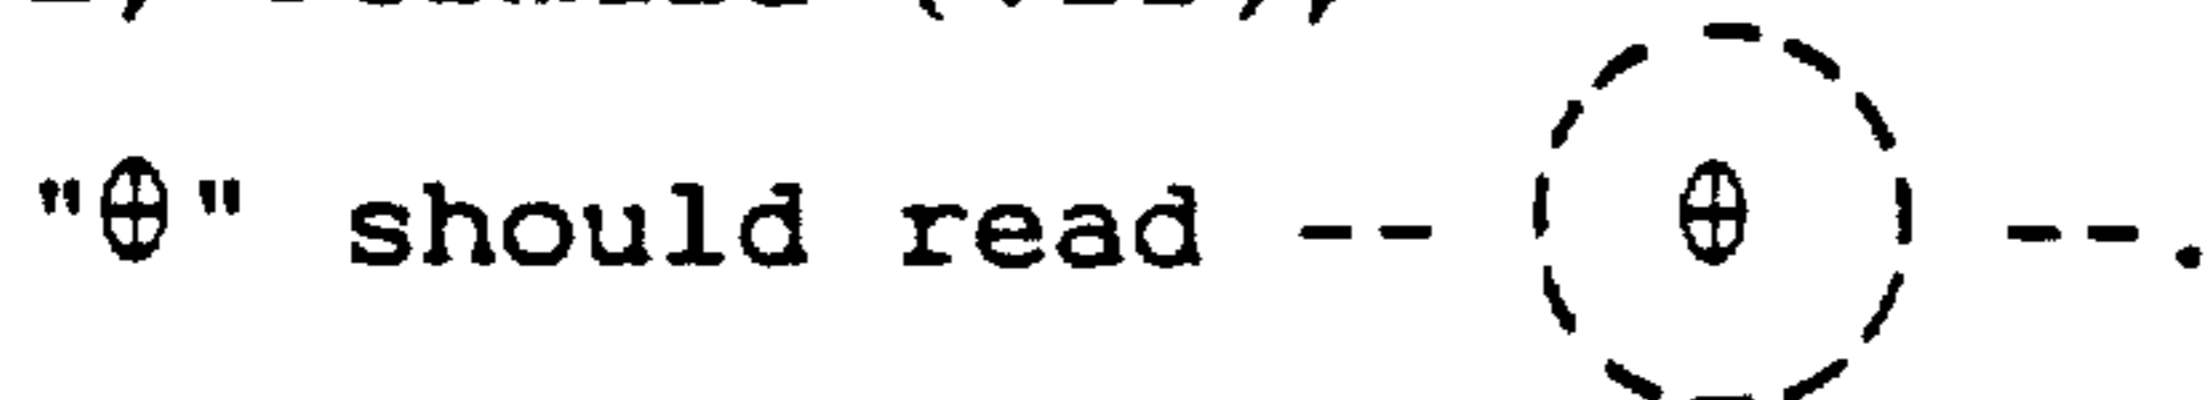 "⊕" should read -- ⊕ --.